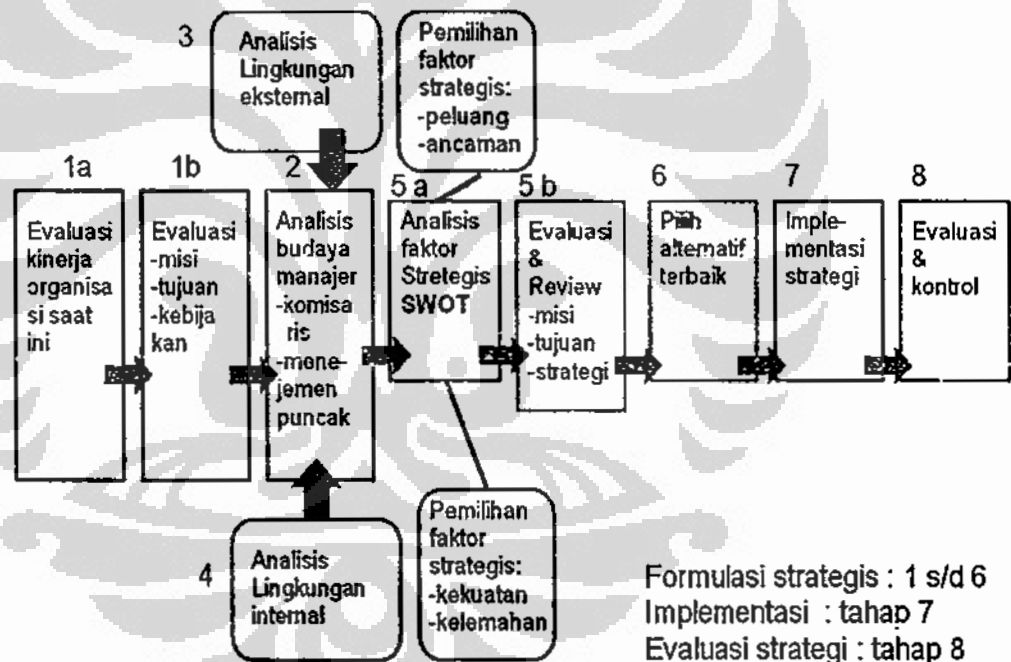 3
Analisis
Lingkungan
eksternal
Pemilihan
faktor
strategis:
-peluang
-ancaman
1a
Evaluasi
kinerja
organisa
si saat
ini
1b
Evaluasi
-misi
-tujuan
-kebija
kan
2
Analisis
budaya
manajer
-komisa
ris
-mene-
jemen
puncak
5 a
Analisis
faktor
Stretegis
SWOT
5 b
Evaluasi
&
Review
-misi
-tujuan
-strategi
6
Pilih
alternatif
terbaik
7
Imple-
mentasi
strategi
8
Evaluasi
&
kontrol
4
Analisis
Lingkungan
internal
Pemilihan
faktor
strategis:
-kekuatan
-kelemahan
Formulasi strategis : 1 s/d 6
Implementasi : tahap 7
Evaluasi strategi : tahap 8